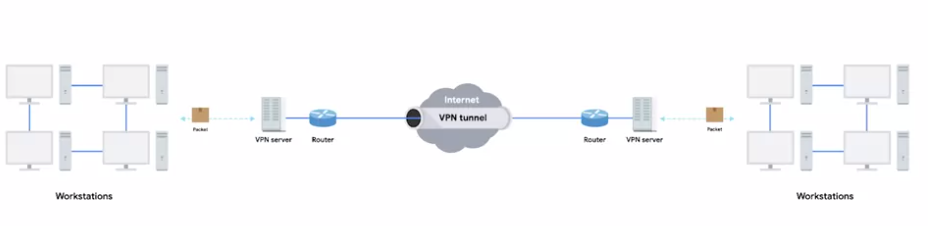 Internet
VPN tunnel
Packet
VPN server
Router
Router
VPN server
Packet
Workstations
Workstations